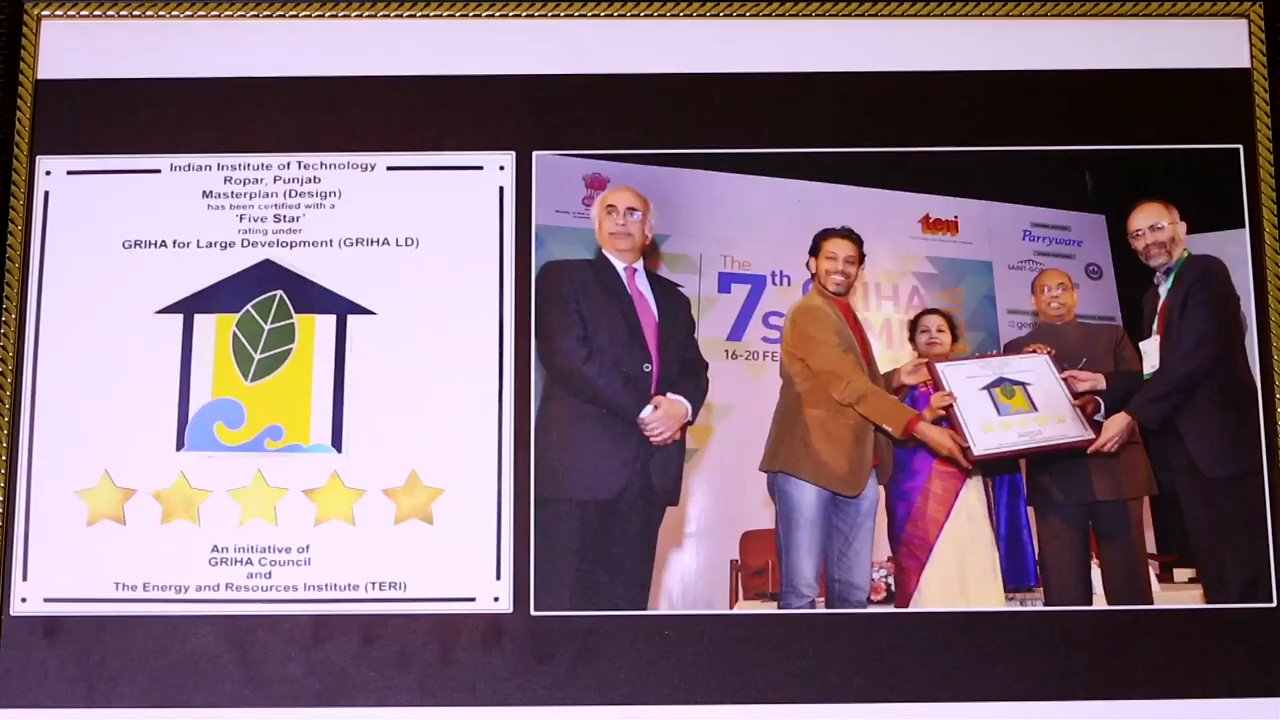 Indian Institute of Technology
Ropar, Punjab
Masterplan (Design)
has been certified with a
'Five Star'
rating under
GRIHA for Large Development (GRIHA LD)
An initiative of
GRIHA Council
and
The Energy and Resources Institute (TERI)
teri
Parryware
The
7th GRIHA
16-20 FE